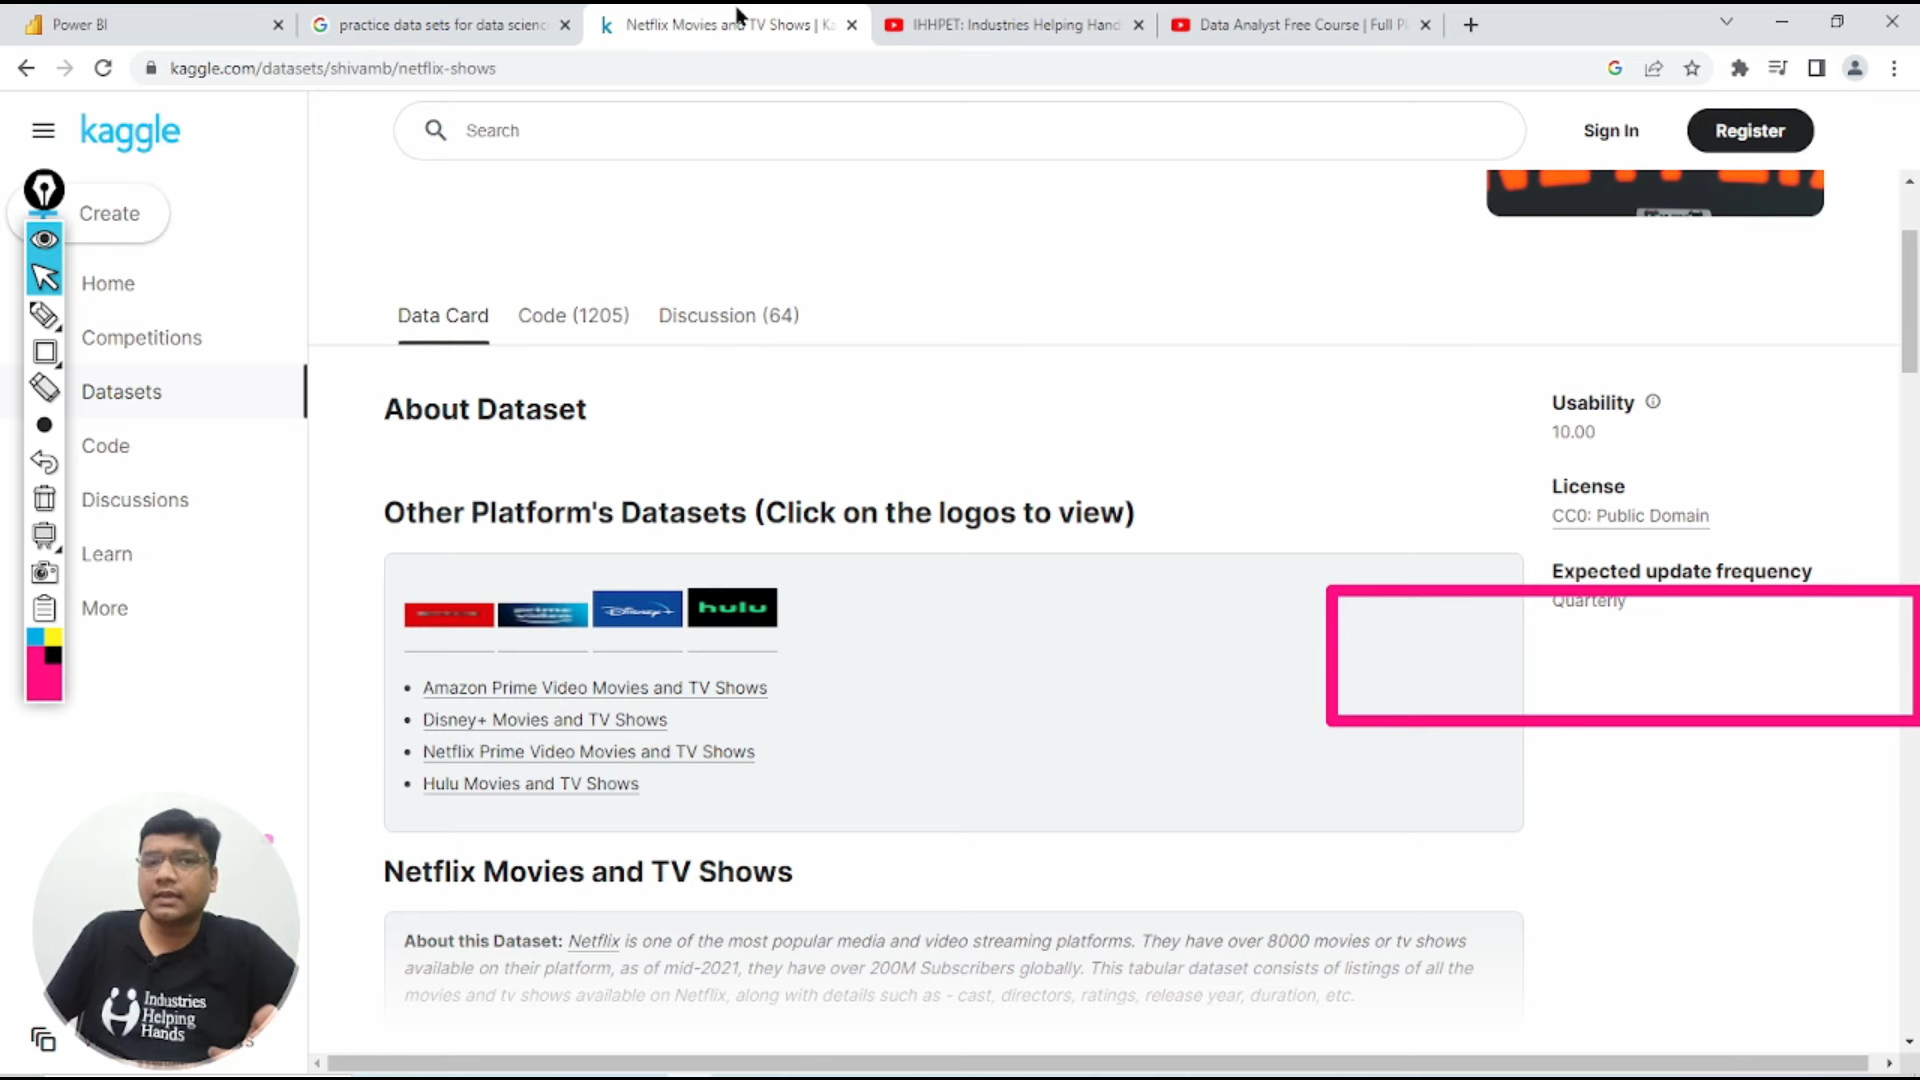 Power BI
practice data sets for data scienc
Netflix Movies and TV Shows | Ka
IHHPET: Industries Helping Hand
Data Analyst Free Course | Full P
kaggle.com/datasets/shivamb/netflix-shows
kaggle
Search
Sign In
Register
Create
Home
Competitions
Datasets
Code
Discussions
Learn
More
Data Card
Code (1205)
Discussion (64)
About Dataset
Other Platform's Datasets (Click on the logos to view)
prime video
Disney+
hulu
Amazon Prime Video Movies and TV Shows
Disney+ Movies and TV Shows
Netflix Prime Video Movies and TV Shows
Hulu Movies and TV Shows
Netflix Movies and TV Shows
About this Dataset: Netflix is one of the most popular media and video streaming platforms. They have over 8000 movies or tv shows
available on their platform, as of mid-2021, they have over 200M Subscribers globally. This tabular dataset consists of listings of all the
movies and tv shows available on Netflix, along with details such as - cast, directors, ratings, release year, duration, etc.
Usability
10.00
License
CC0: Public Domain
Expected update frequency
Quarterly
Industries
Helping
Hands